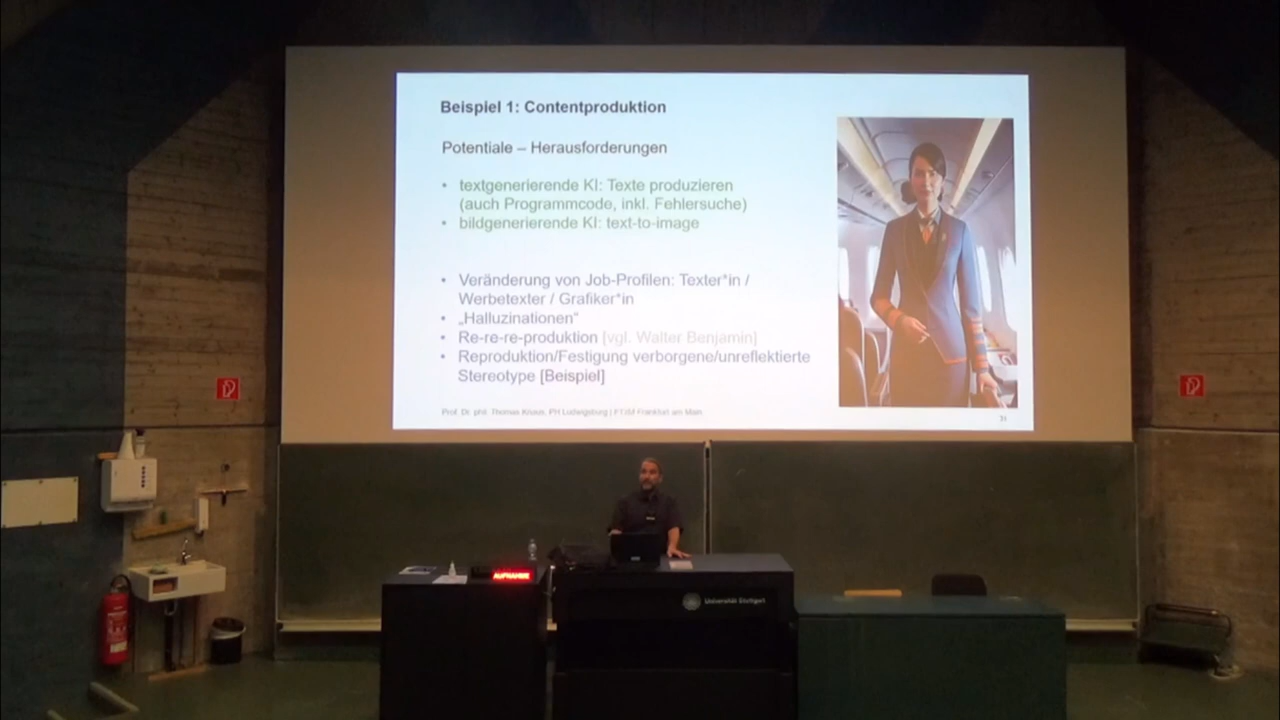 Beispiel 1: Contentproduktion
Potentiale – Herausforderungen
• textgenerierende KI: Texte produzieren
(auch Programmcode, inkl. Fehlersuche)
• bildgenerierende KI: text-to-image
• Veränderung von Job-Profilen: Texter*in /
Werbetexter / Grafiker*in
• „Halluzinationen“
• Re-re-re-produktion [vgl. Walter Benjamin]
• Reproduktion/Festigung verborgene/unreflektierte
Stereotype [Beispiel]
Prof. Dr. phil. Thomas Knaus, PH Ludwigsburg | FTzM Frankfurt am Main
31
AUFNAHME
Universität Stuttgart